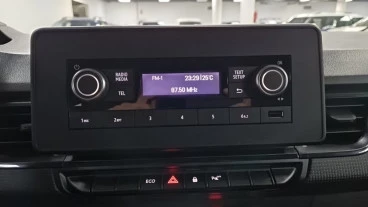 RADIO
MEDIA
FM-1 23:29 25°C
TEXT
SETUP
TEL
87.50 MHz
1 2 3 4 5 6
ECO